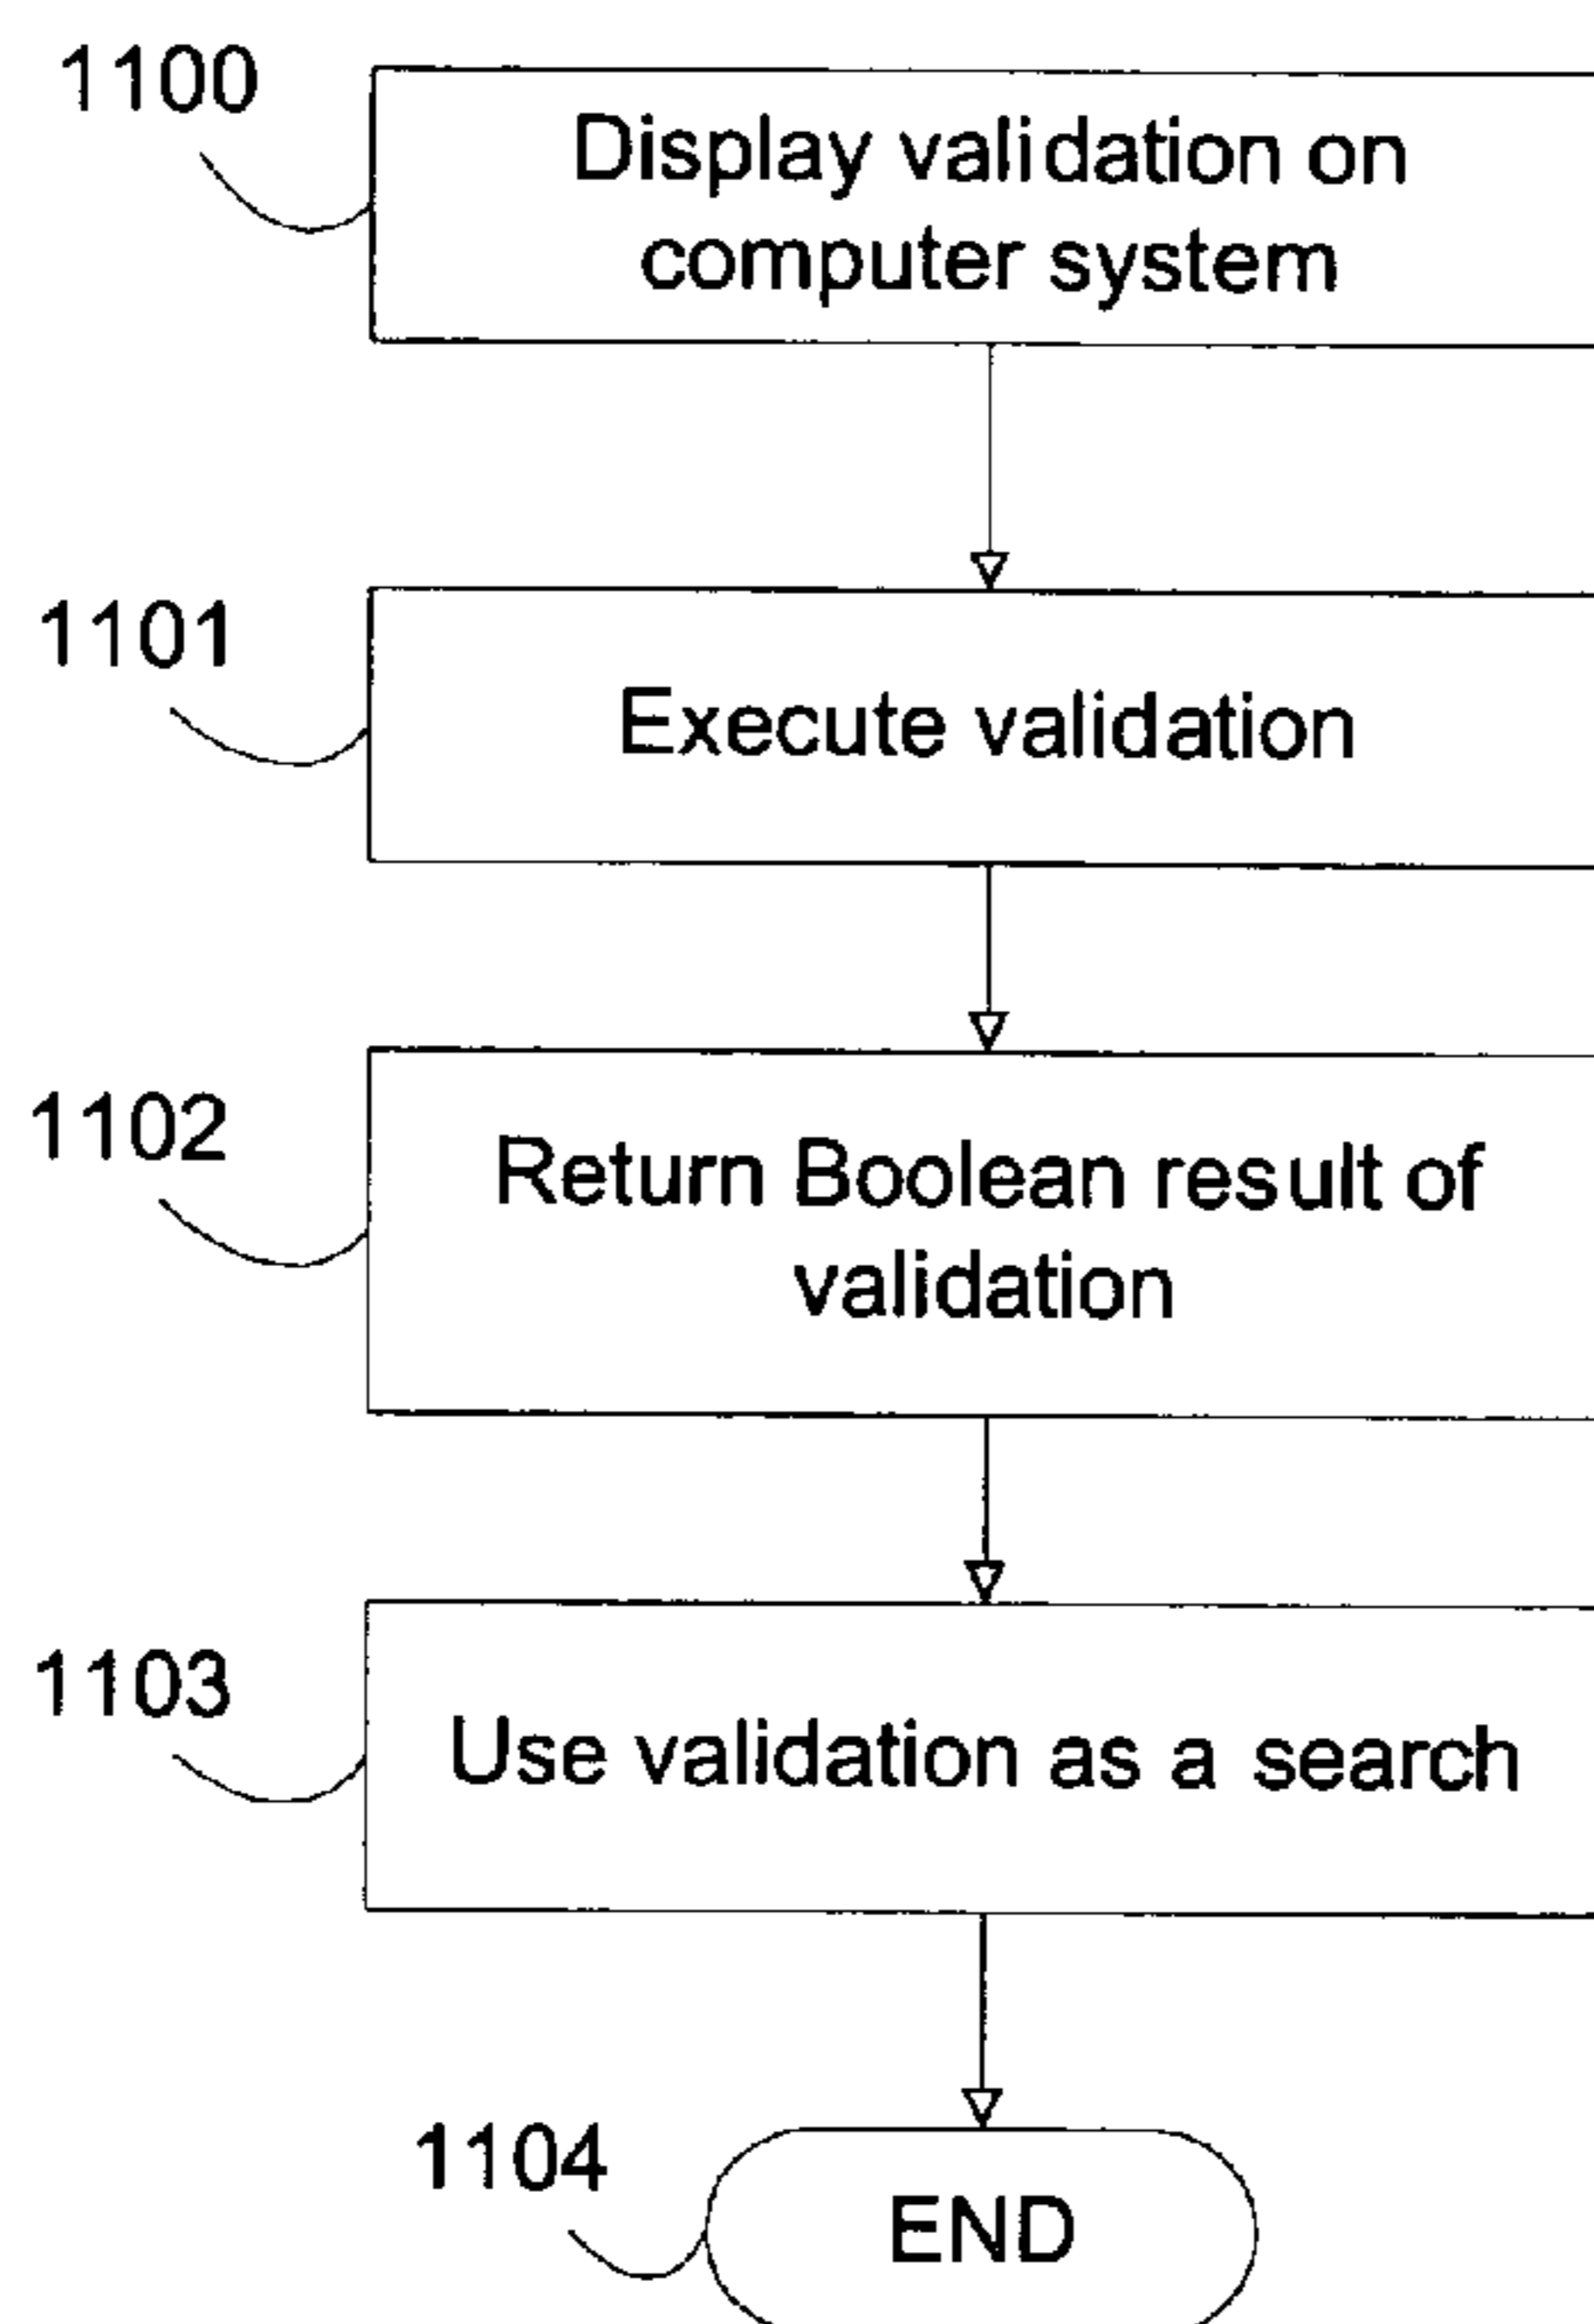 1100
Display validation on
computer system
1101
Execute validation
1102
Return Boolean result of
validation
1103
Use validation as a search
1104
END